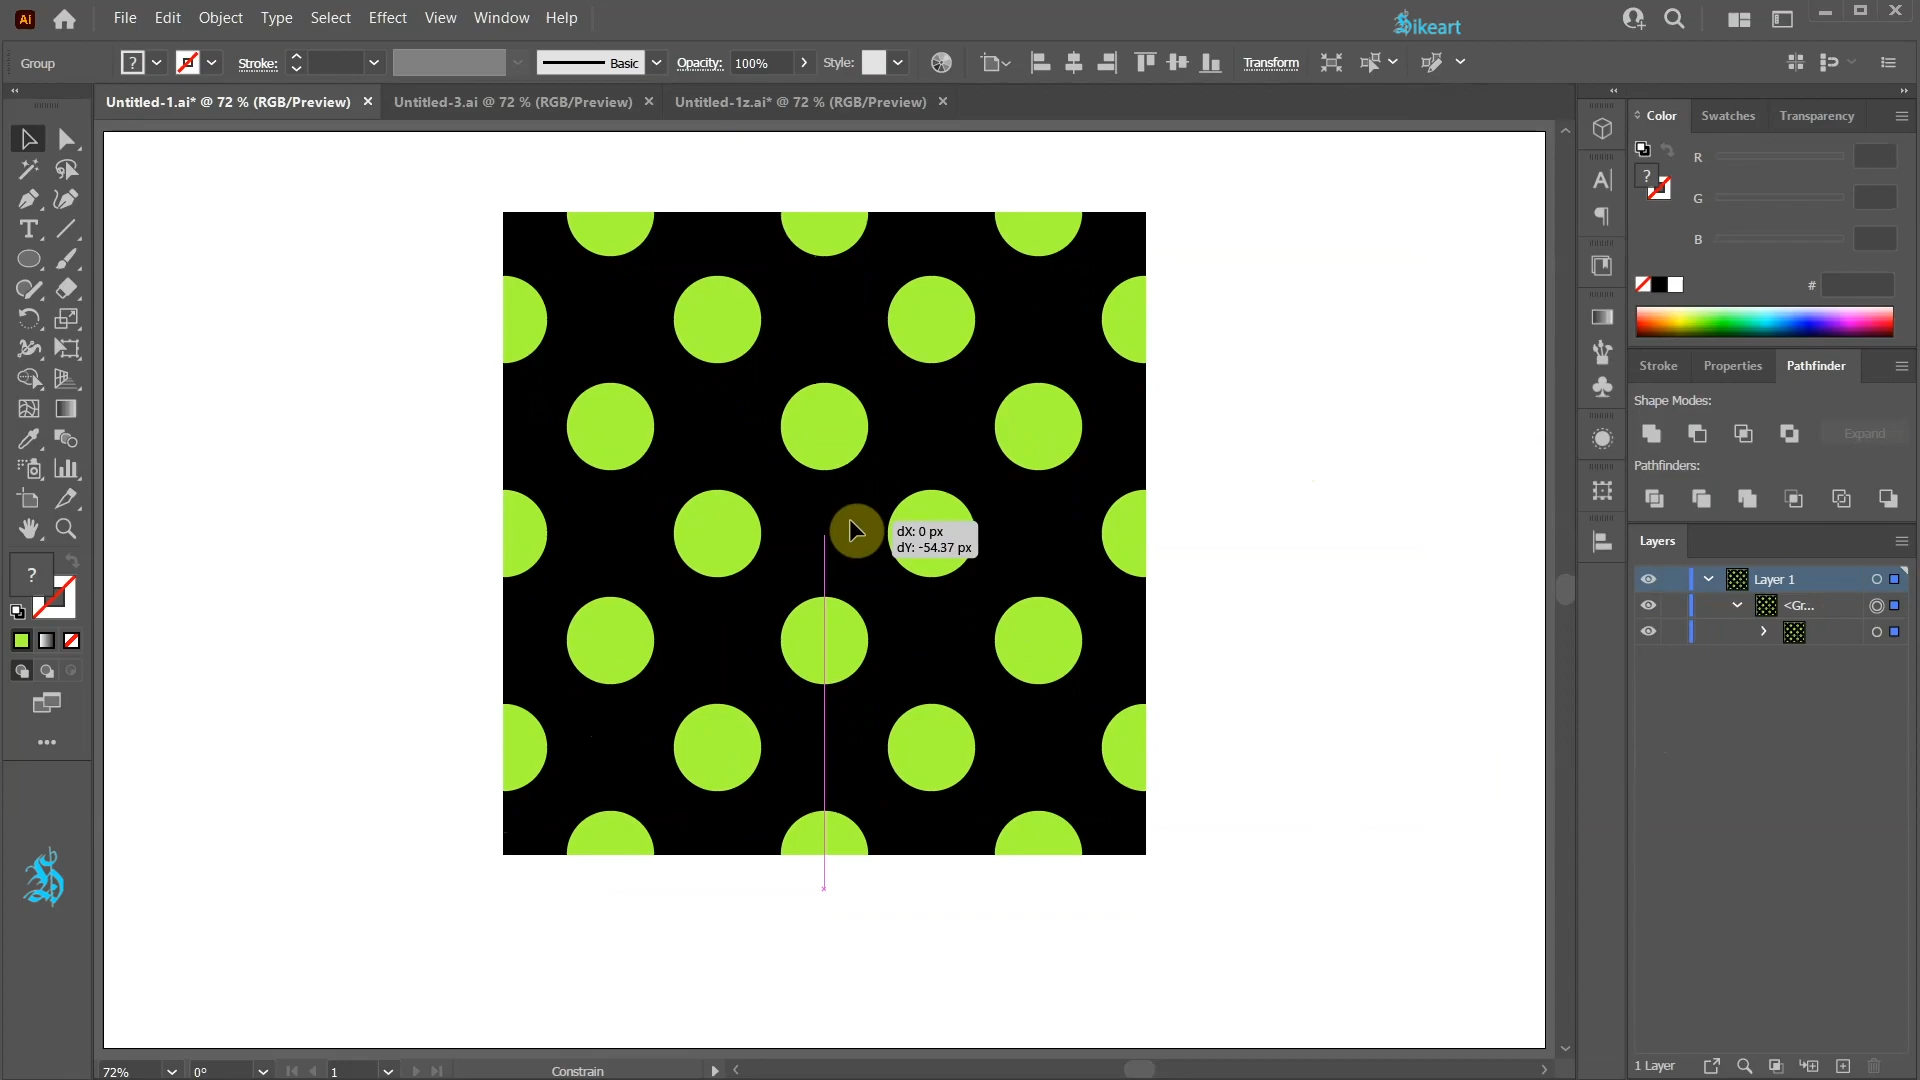 Ai File Edit Object Type Select Effect View Window Help
Sikeart
Group ? Stroke: Basic Opacity: 100% Style: Transform
Untitled-1.ai* @ 72 % (RGB/Preview) Untitled-3.ai @ 72 % (RGB/Preview) Untitled-1z.ai* @ 72 % (RGB/Preview)
Color Swatches Transparency
R
?
G
B
#
Stroke Properties Pathfinder
Shape Modes:
Expand
Pathfinders:
dX: 0 px
dY: -54.37 px
Layers
?
Layer 1
<Gr...
72% 0° 1 Constrain
1 Layer